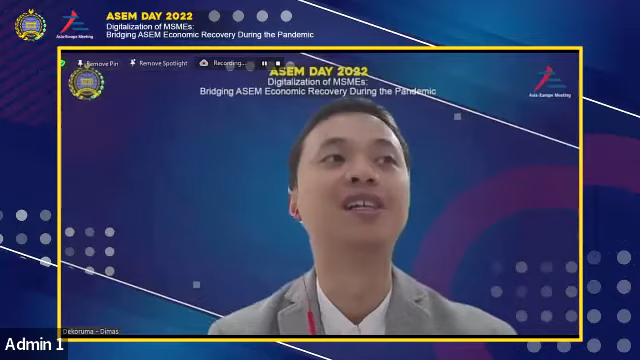 ASEM DAY 2022
Digitalization of MSMEs:
Bridging ASEM Economic Recovery During the Pandemic
Asia-Europe Meeting
Remove Pin
Remove Spotlight
Recording...
ASEM DAY 2022
Digitalization of MSMEs:
Bridging ASEM Economic Recovery During the Pandemic
Asia-Europe Meeting
Dekoruma - Dimas
Admin 1